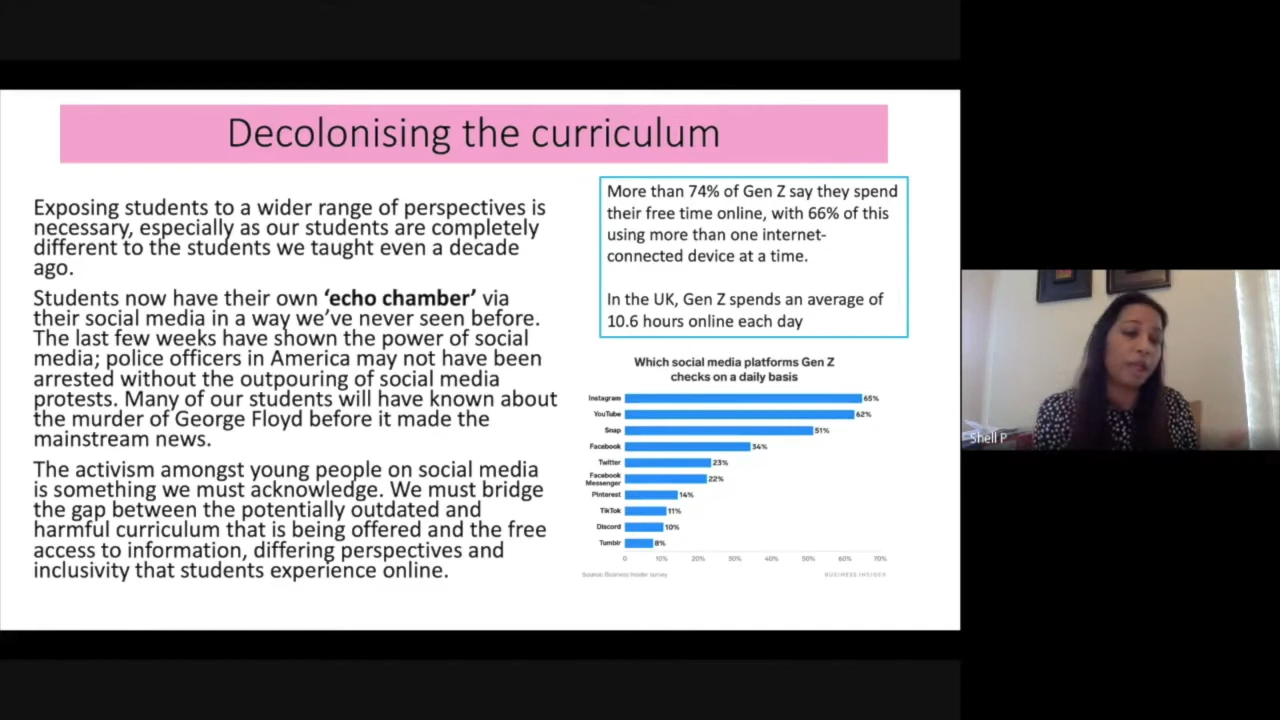 Decolonising the curriculum
Exposing students to a wider range of perspectives is
necessary, especially as our students are completely
different to the students we taught even a decade
ago.
Students now have their own ‘echo chamber’ via
their social media in a way we’ve never seen before.
The last few weeks have shown the power of social
media; police officers in America may not have been
arrested without the outpouring of social media
protests. Many of our students will have known about
the murder of George Floyd before it made the
mainstream news.
The activism amongst young people on social media
is something we must acknowledge. We must bridge
the gap between the potentially outdated and
harmful curriculum that is being offered and the free
access to information, differing perspectives and
inclusivity that students experience online.
More than 74% of Gen Z say they spend
their free time online, with 66% of this
using more than one internet-
connected device at a time.
In the UK, Gen Z spends an average of
10.6 hours online each day
Which social media platforms Gen Z
checks on a daily basis
Instagram 65%
YouTube 62%
Snap 51%
Facebook 34%
Twitter 23%
Facebook
Messenger 22%
Pinterest 14%
TikTok 11%
Discord 10%
Tumblr 8%
0 10% 20% 30% 40% 50% 60% 70%
Source: Business Insider survey
BUSINESS INSIDER
Shell P